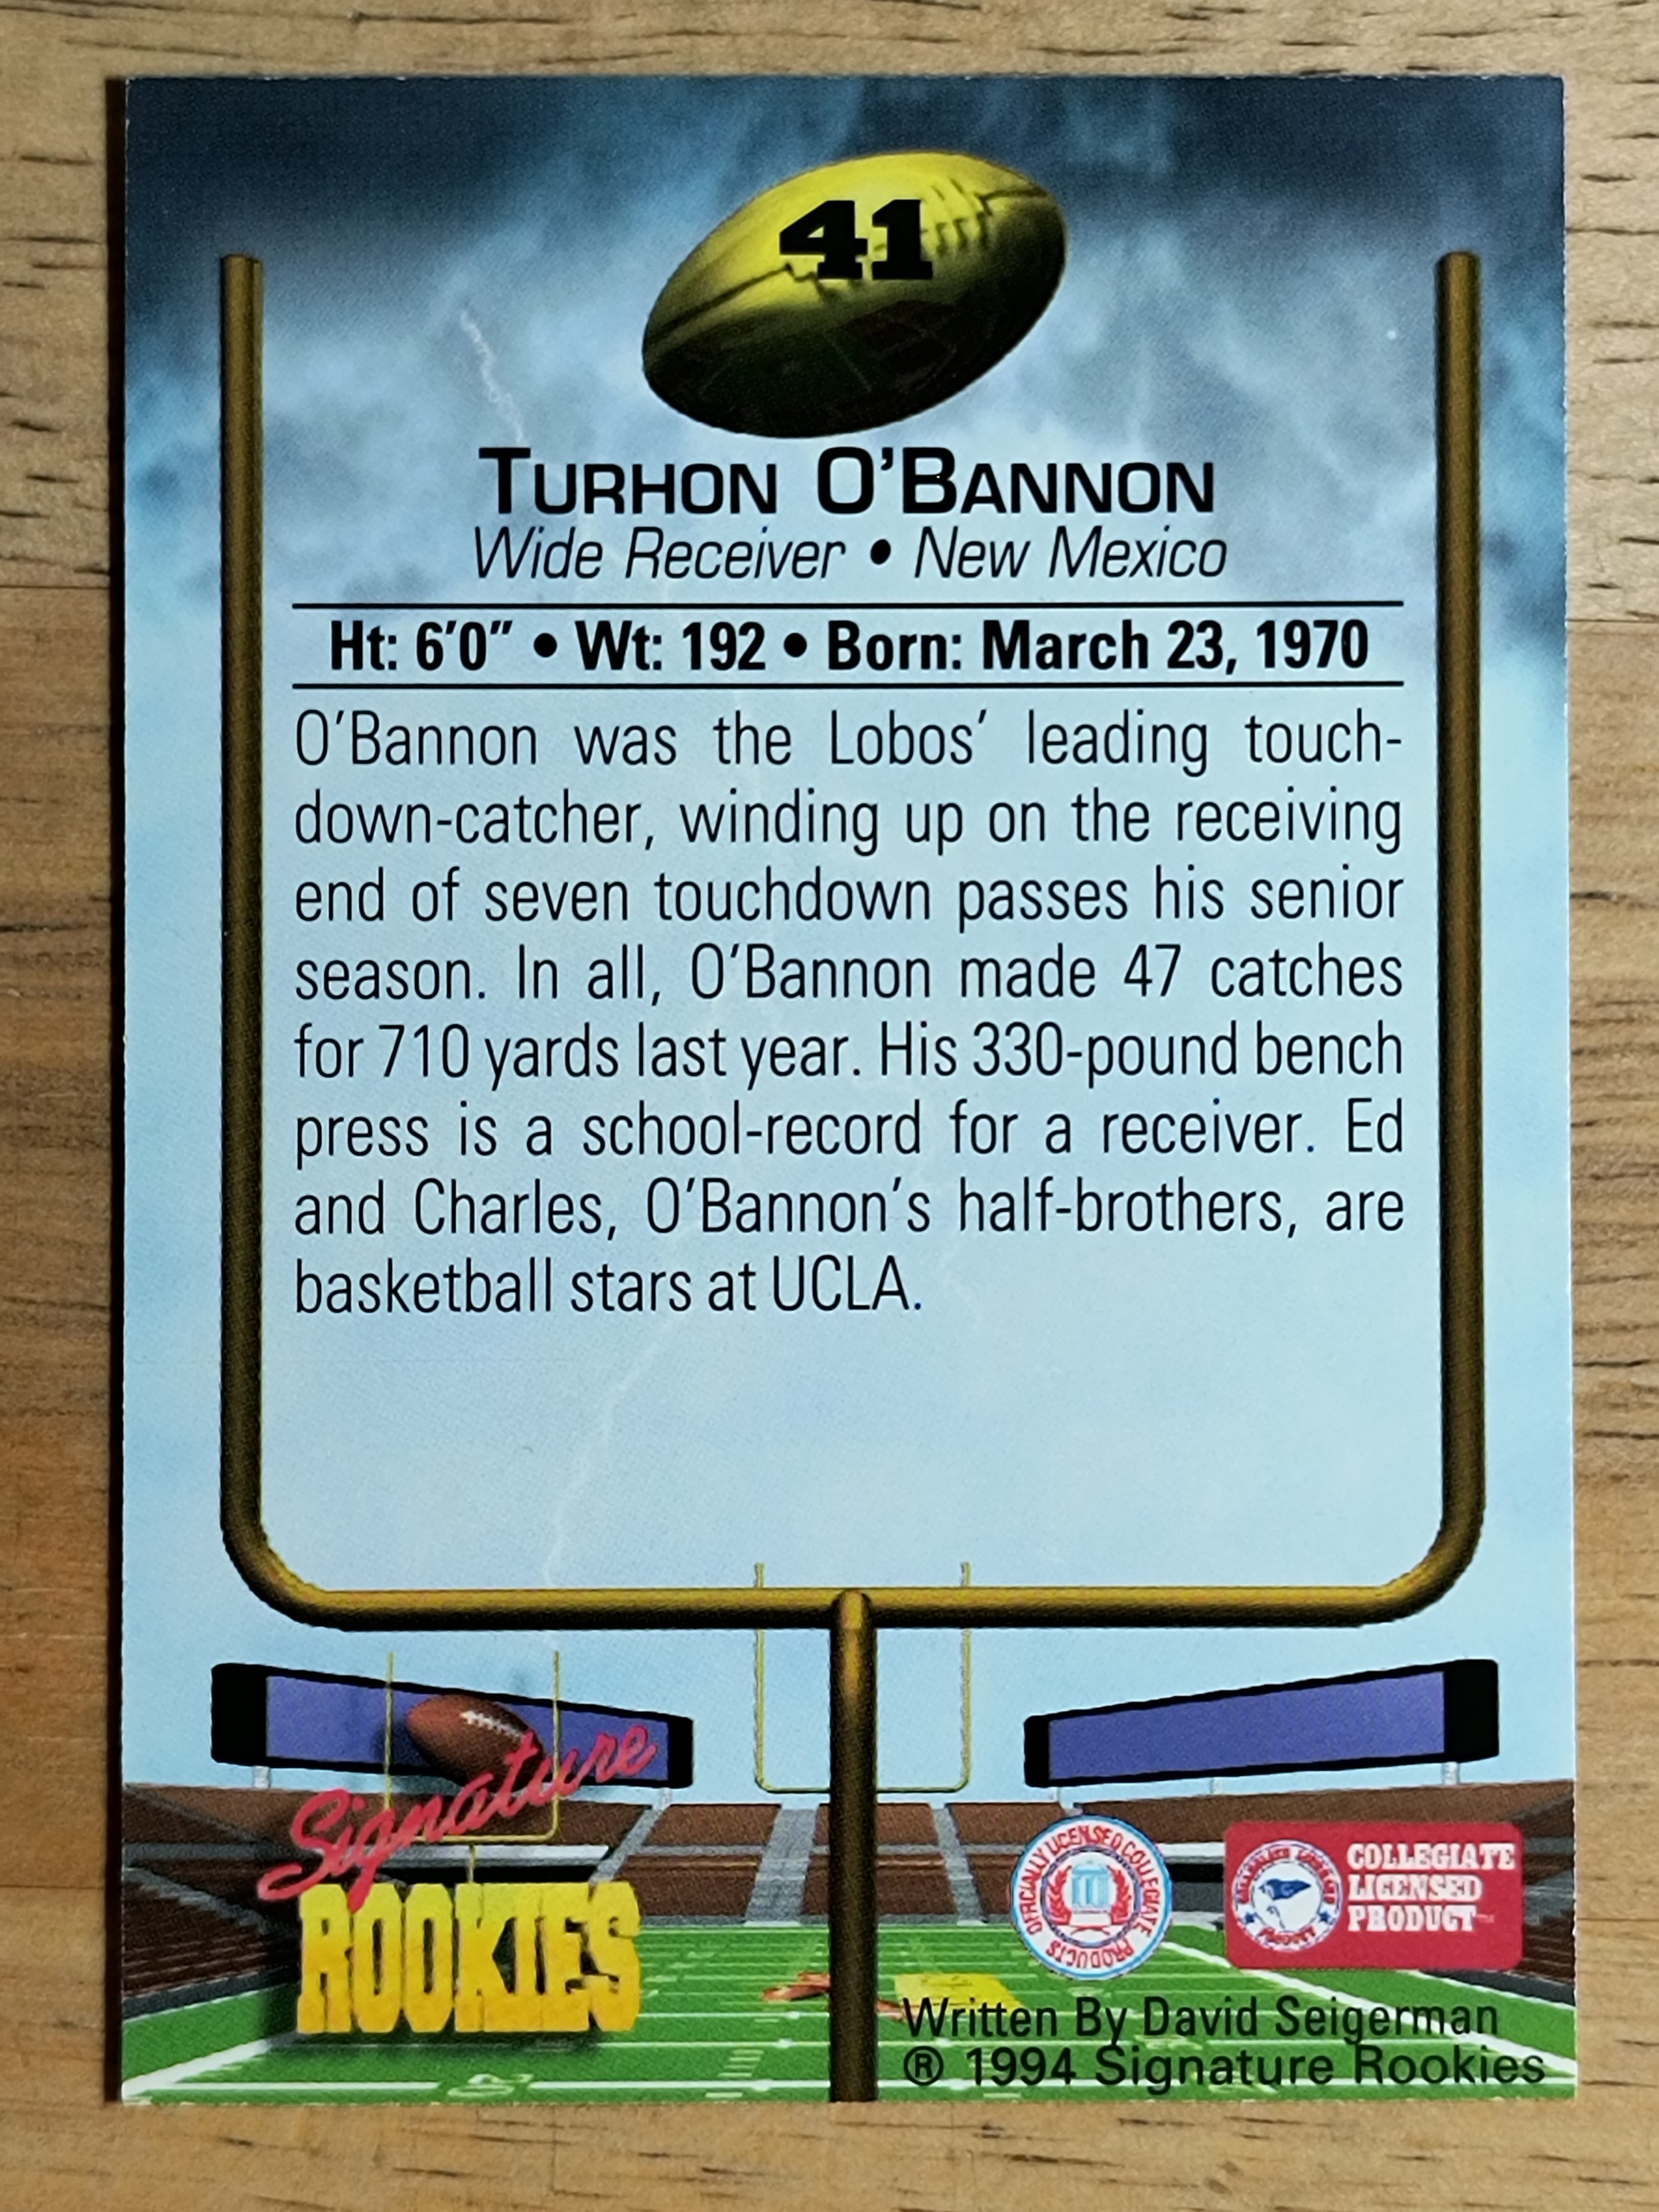 41
TURHON O'BANNON
Wide Receiver • New Mexico
Ht: 6'0" • Wt: 192 • Born: March 23, 1970
O'Bannon was the Lobos' leading touch-
down-catcher, winding up on the receiving
end of seven touchdown passes his senior
season. In all, O'Bannon made 47 catches
for 710 yards last year. His 330-pound bench
press is a school-record for a receiver. Ed
and Charles, O'Bannon's half-brothers, are
basketball stars at UCLA.
Signature
ROOKIES
OFFICIALLY LICENSED COLLEGIATE PRODUCTS
COLLEGIATE
LICENSED
PRODUCT
Written By David Seigerman
® 1994 Signature Rookies